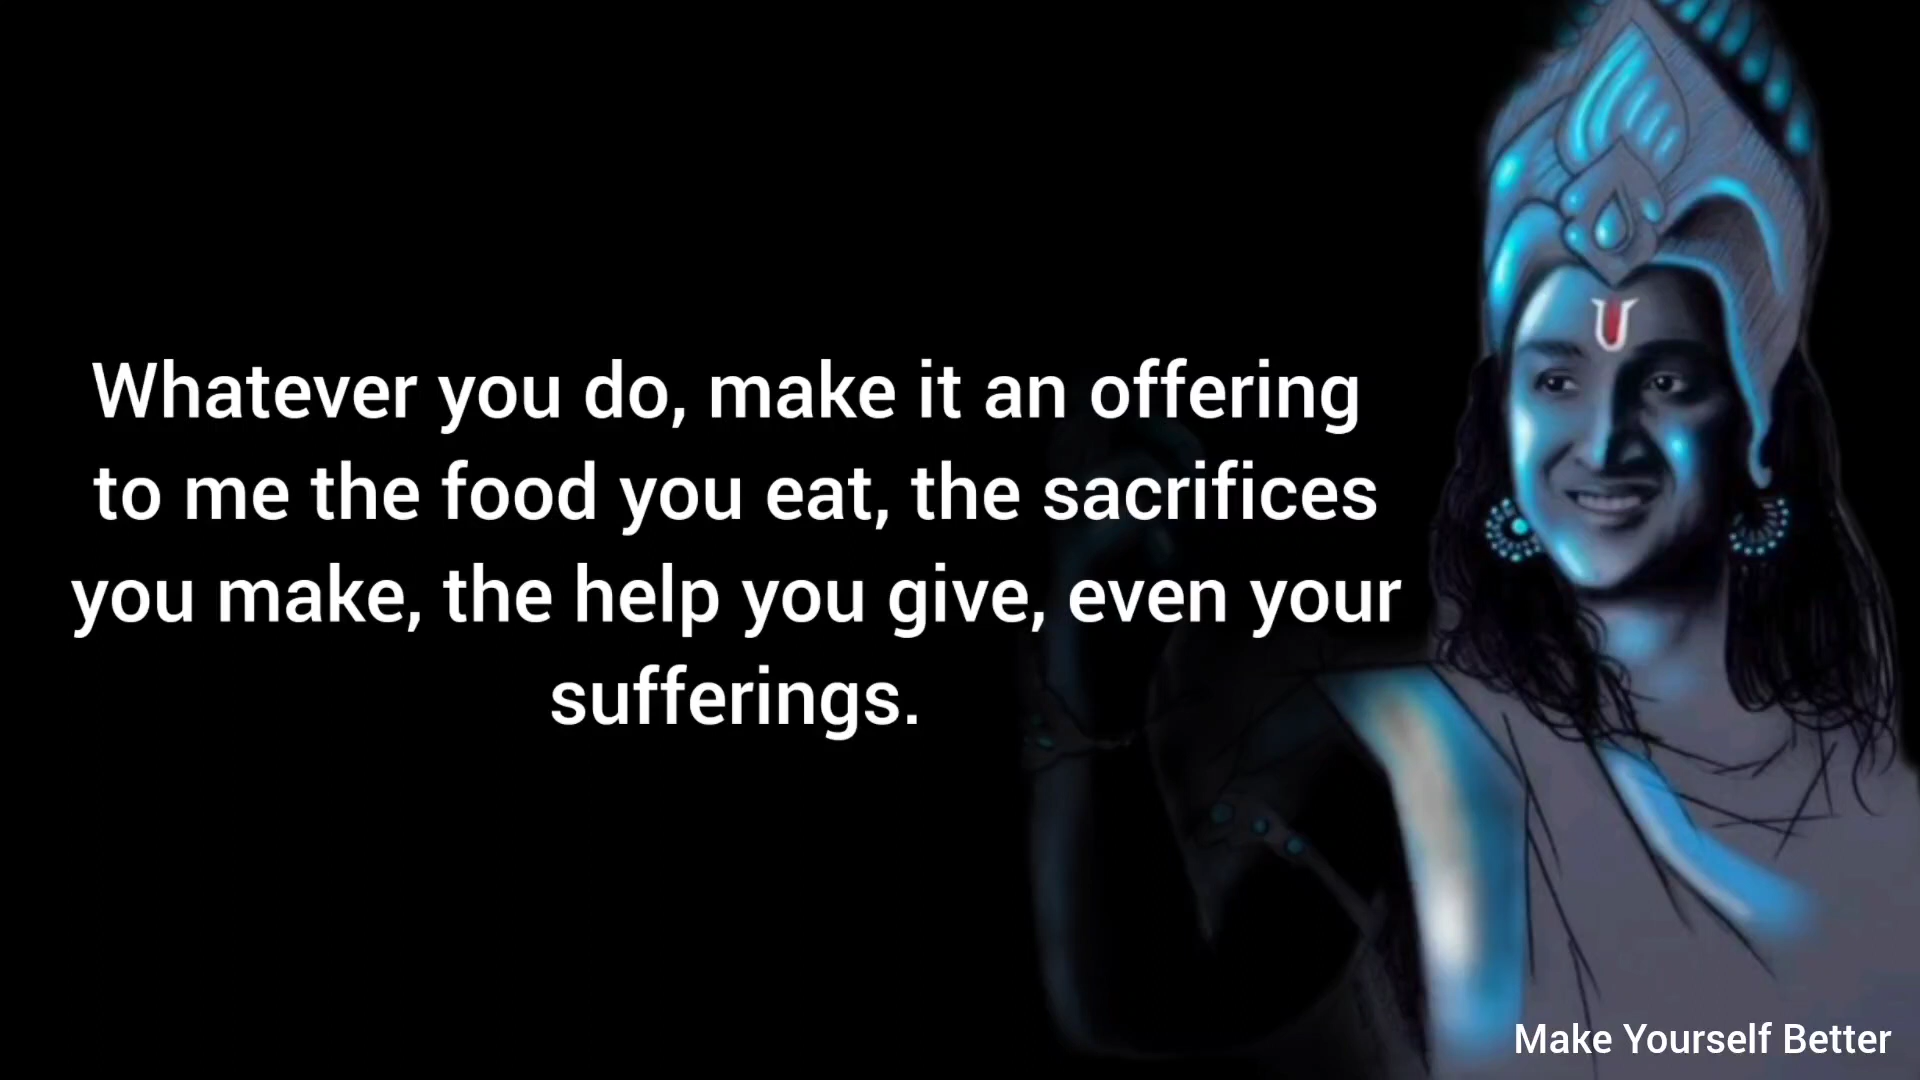 Whatever you do, make it an offering
to me the food you eat, the sacrifices
you make, the help you give, even your
sufferings.
Make Yourself Better